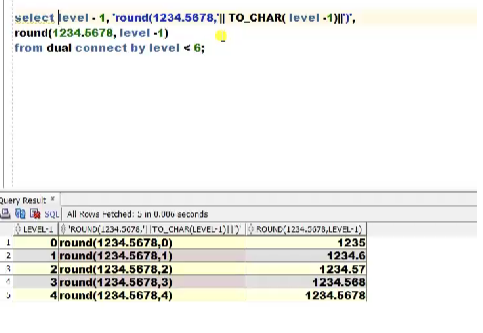 select level - 1, 'round(1234.5678,'|| TO_CHAR( level -1)||')',
round(1234.5678, level -1)
from dual connect by level < 6;
Query Result ×
SQL | All Rows Fetched: 5 in 0.006 seconds
LEVEL-1 'ROUND(1234.5678,'||TO_CHAR(LEVEL-1)||')' ROUND(1234.5678,LEVEL-1)
1 0 round(1234.5678,0) 1235
2 1 round(1234.5678,1) 1234.6
3 2 round(1234.5678,2) 1234.57
4 3 round(1234.5678,3) 1234.568
5 4 round(1234.5678,4) 1234.5678